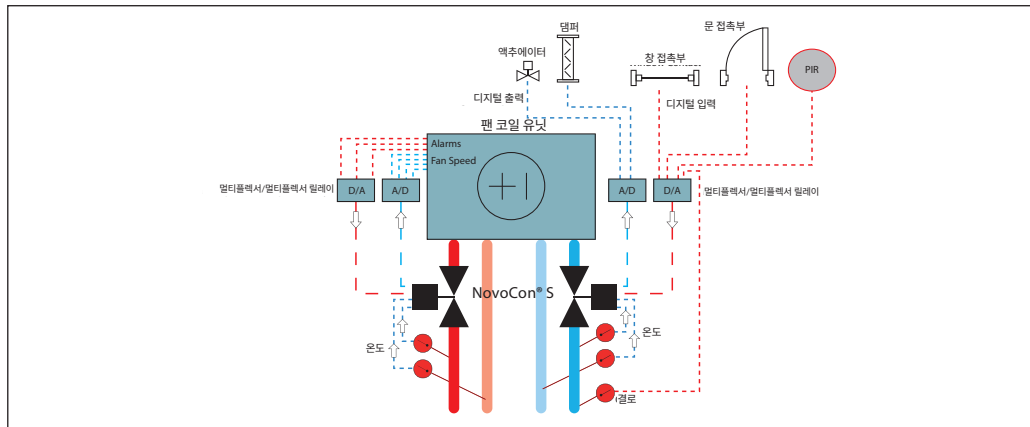 댐퍼
문 접촉부
액추에이터
창 접촉부
PIR
디지털 출력
디지털 입력
팬 코일 유닛
Alarms
Fan Speed
멀티플렉서/멀티플렉서 릴레이
D/A
A/D
A/D
D/A
멀티플렉서/멀티플렉서 릴레이
NovoCon® S
온도
온도
결로